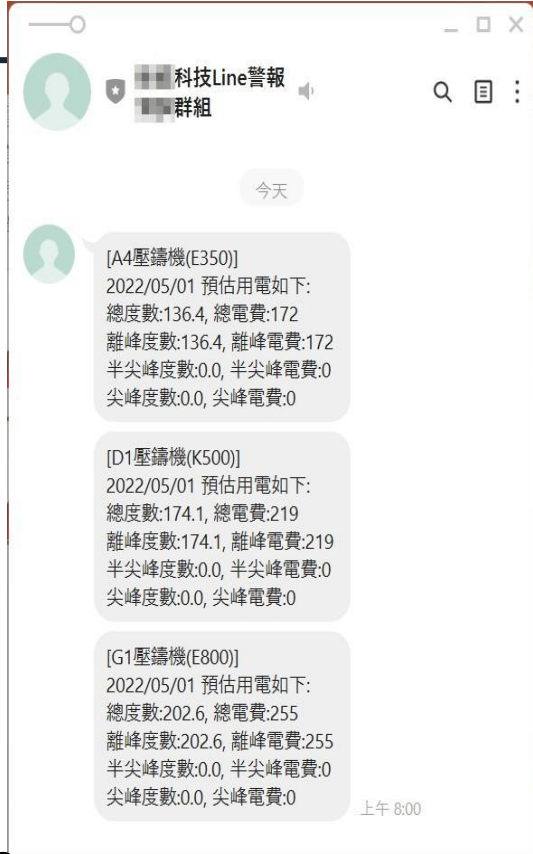 科技Line警報
群組
今天
[A4壓鑄機(E350)]
2022/05/01 預估用電如下:
總度數:136.4, 總電費:172
離峰度數:136.4, 離峰電費:172
半尖峰度數:0.0, 半尖峰電費:0
尖峰度數:0.0, 尖峰電費:0
[D1壓鑄機(K500)]
2022/05/01 預估用電如下:
總度數:174.1, 總電費:219
離峰度數:174.1, 離峰電費:219
半尖峰度數:0.0, 半尖峰電費:0
尖峰度數:0.0, 尖峰電費:0
[G1壓鑄機(E800)]
2022/05/01 預估用電如下:
總度數:202.6, 總電費:255
離峰度數:202.6, 離峰電費:255
半尖峰度數:0.0, 半尖峰電費:0
尖峰度數:0.0, 尖峰電費:0
上午 8:00